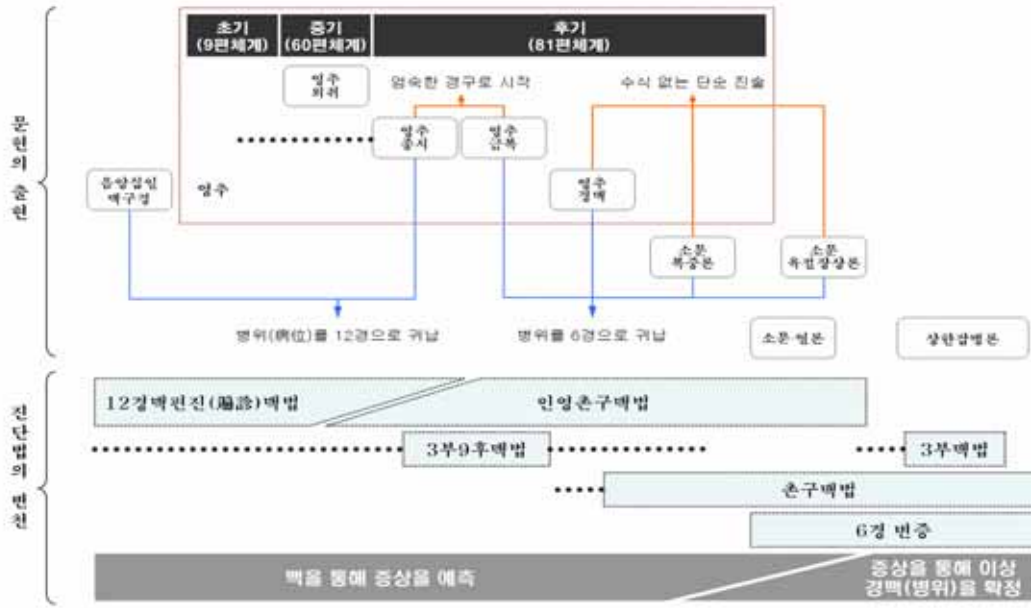 문헌의 출현
초기
(9편체계)
중기
(60편체계)
후기
(81편체계)
영추
외췌
엄숙한 경구로 시작
수식 없는 단순 진술
영추
종시
영추
금복
음양십일
맥구경
영추
영추
경맥
소문
복중론
소문
육절장상론
병위(病位)를 12경으로 귀납
병위를 6경으로 귀납
소문·열론
상한잡병론
진단법의 변천
12경맥편진(遍診)맥법
인영촌구맥법
3부9후맥법
3부맥법
촌구맥법
6경 변증
맥을 통해 증상을 예측
증상을 통해 이상
경맥(병위)을 확정